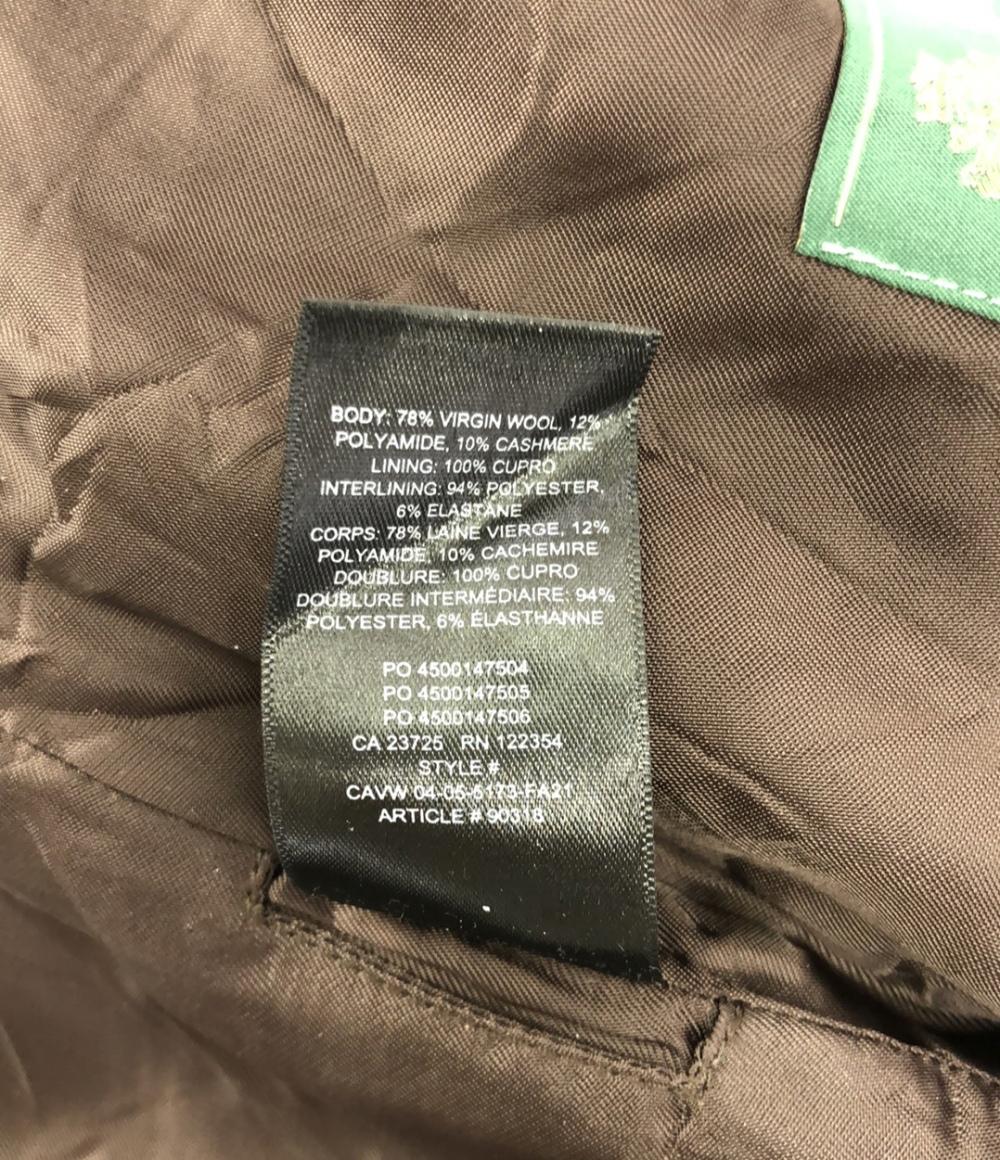 BODY: 78% VIRGIN WOOL, 12%
POLYAMIDE, 10% CASHMERE
LINING: 100% CUPRO
INTERLINING: 94% POLYESTER,
6% ELASTANE
CORPS: 78% LAINE VIERGE, 12%
POLYAMIDE, 10% CACHEMIRE
DOUBLURE: 100% CUPRO
DOUBLURE INTERMÉDIAIRE: 94%
POLYESTER, 6% ÉLASTHANNE
PO 4500147504
PO 4500147505
PO 4500147506
CA 23725 RN 122354
STYLE #
CAVW 04-05-5173-FA21
ARTICLE # 90318